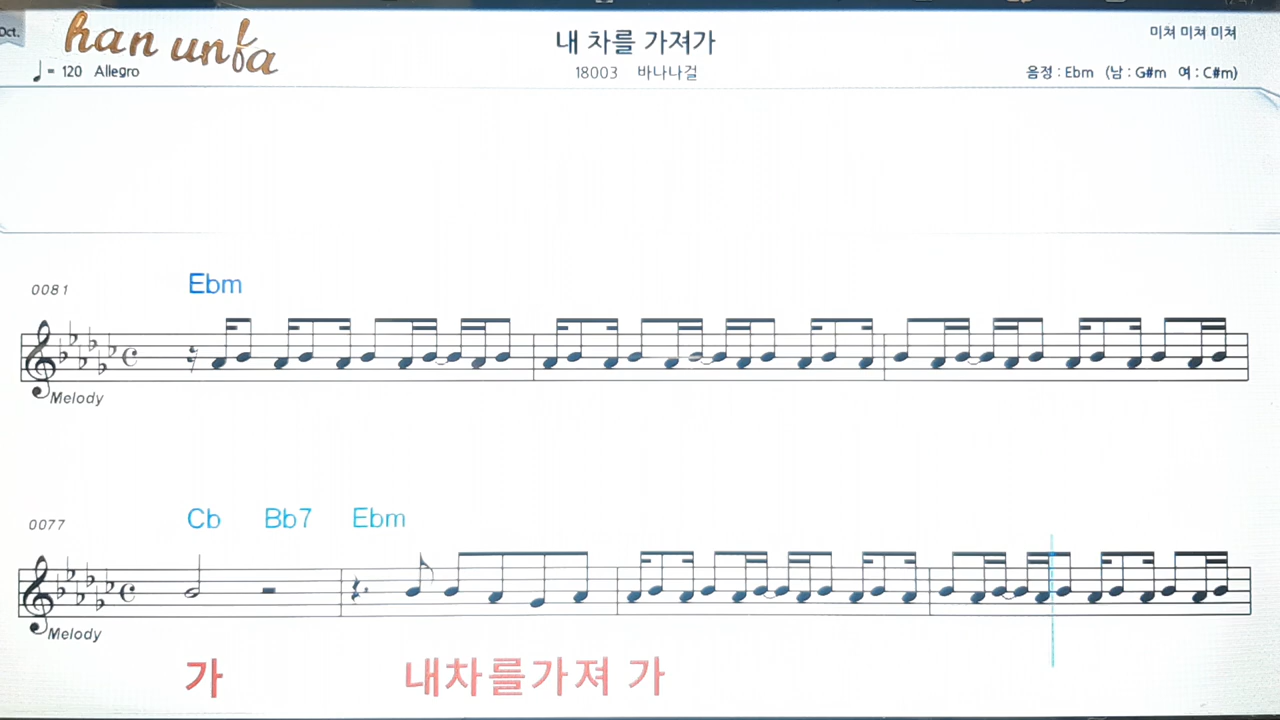 Oct.
han unfa
내 차를 가져가
미쳐 미쳐 미쳐
♩= 120 Allegro
18003 바나나걸
음정 : Ebm (남 : G#m 여 : C#m)
0081
Ebm
Melody
0077
Cb Bb7 Ebm
Melody
가 내차를가져 가